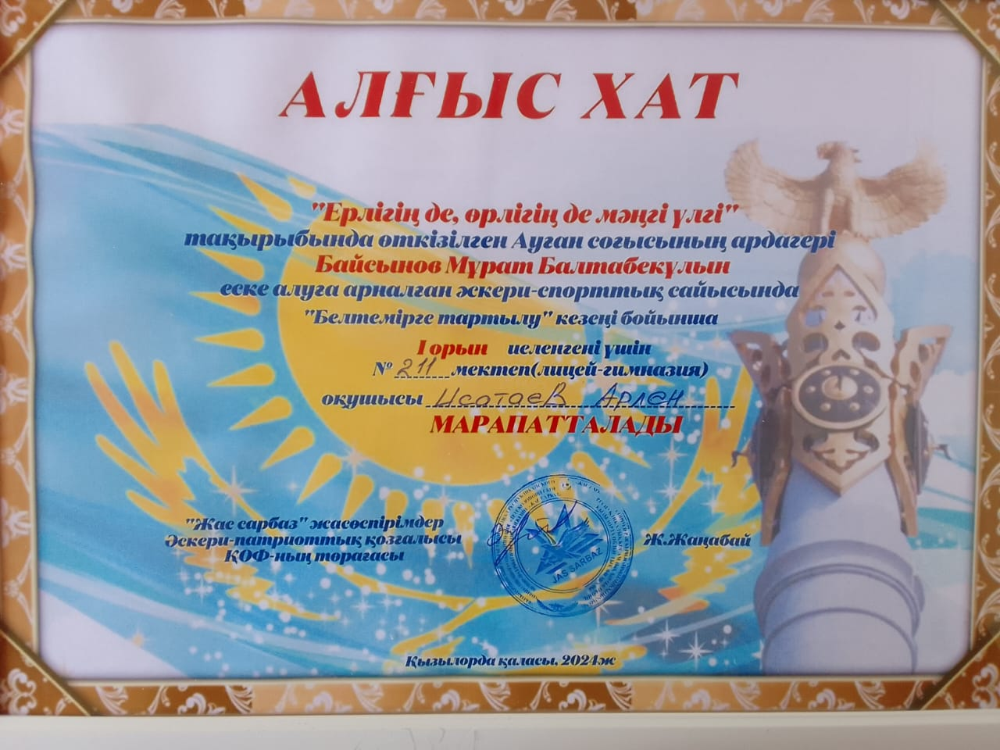 АЛҒЫС ХАТ
"Ерлігің де, өрлігің де мәңгі үлгі"
тақырыбында өткізілген Ауған соғысының ардагері
Байсынов Мұрат Балтабекұлын
еске алуға арналған әскери-спорттық сайысында
"Белтемірге тартылу" кезеңі бойынша
І орын иеленгені үшін
№ 211 мектеп(лицей-гимназия)
оқушысы Исатаев Арлен
МАРАПАТТАЛАДЫ
"Жас сарбаз" жасөспірімдер
Әскери-патриоттық қозғалысы
ҚОФ-ның төрағасы
JAS SARBAZ
Ж.Жаңабай
Қызылорда қаласы, 2024ж